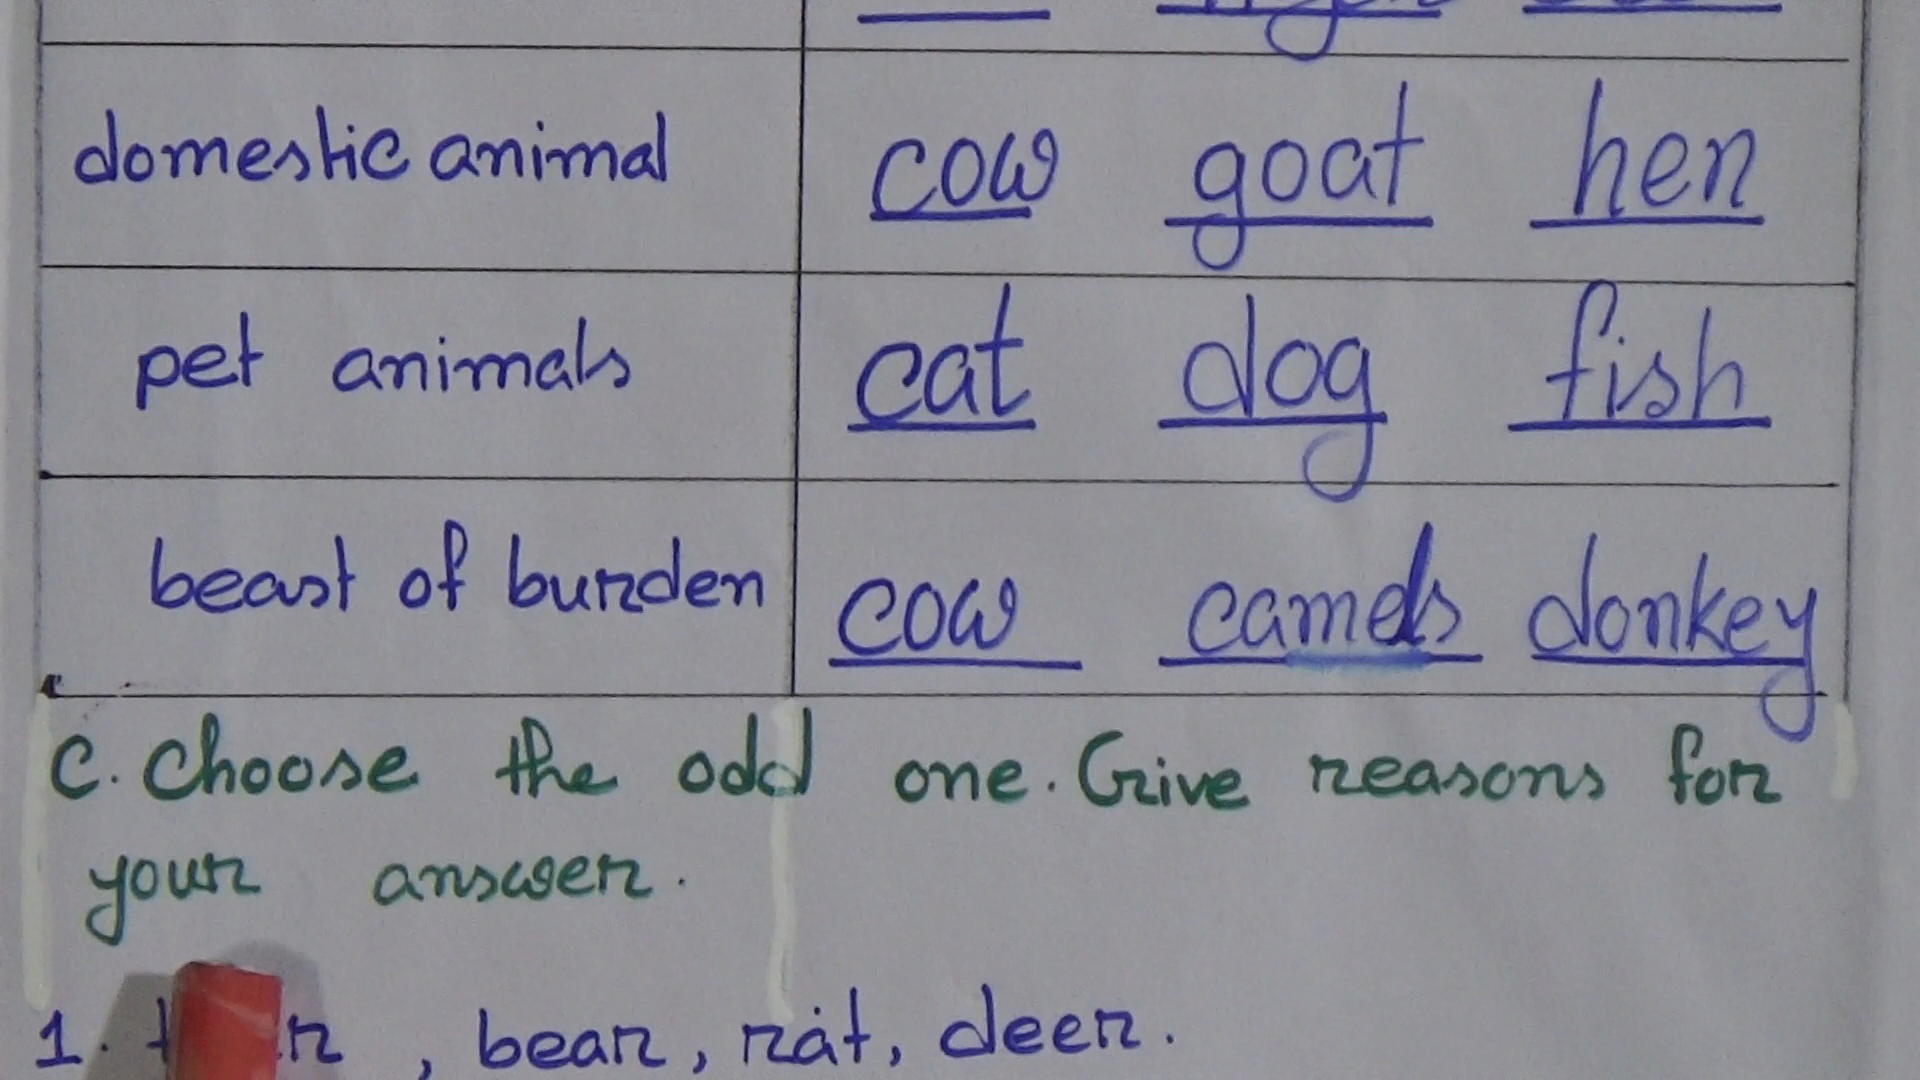 domestic animal cow goat hen
pet animals cat dog fish
beast of burden cow camels donkey
C. Choose the odd one. Give reasons for
your answer.
1. , bear, rat, deer.